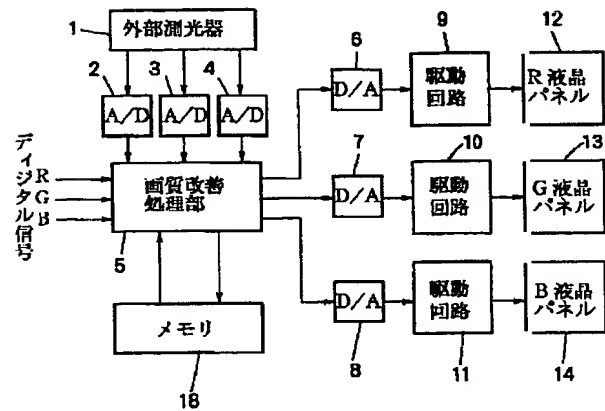 1
外部測光器
2
3
4
A/D
A/D
A/D
ディジタル信号
R
G
B
画質改善
処理部
5
メモリ
18
6
D/A
7
D/A
D/A
8
9
駆動
回路
10
駆動
回路
駆動
回路
11
12
R液晶
パネル
13
G液晶
パネル
B液晶
パネル
14